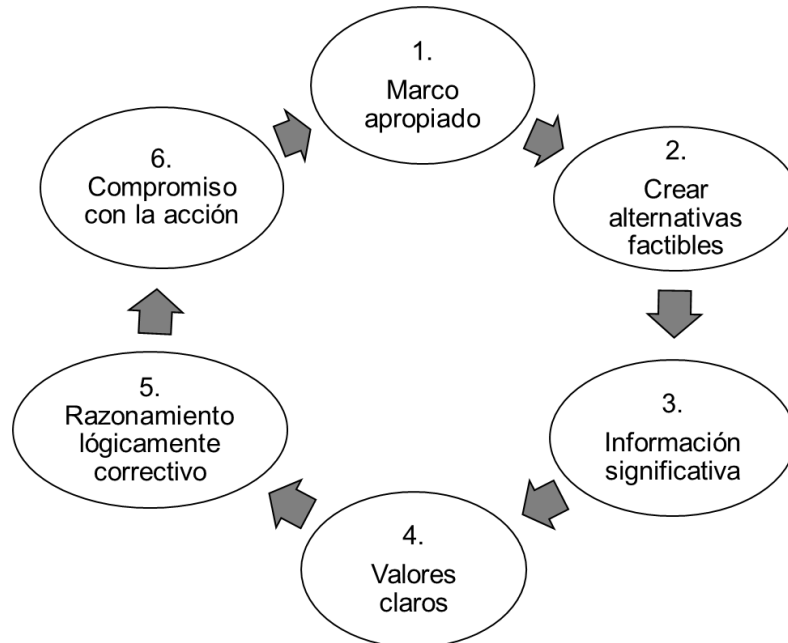 1.
Marco
apropiado
2.
Crear
alternativas
factibles
3.
Información
significativa
4.
Valores
claros
5.
Razonamiento
lógicamente
correctivo
6.
Compromiso
con la acción